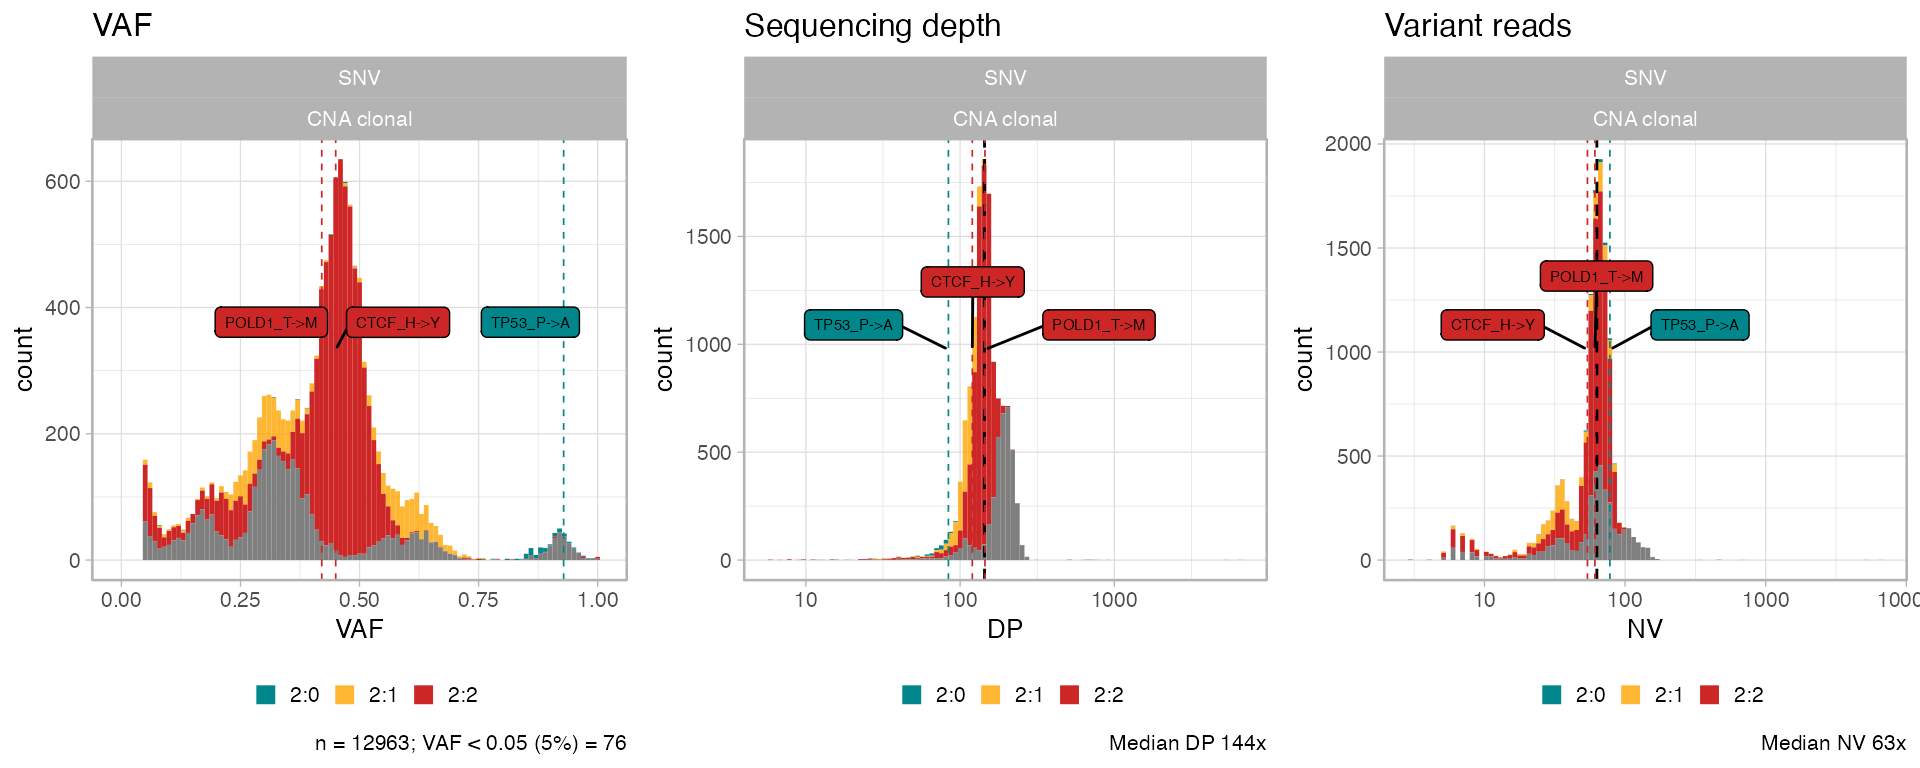 VAF
SNV
CNA clonal
600
400
200
0
count
POLD1_T->M
CTCF_H->Y
TP53_P->A
0.00
0.25
0.50
0.75
1.00
VAF
2:0
2:1
2:2
n = 12963; VAF < 0.05 (5%) = 76
Sequencing depth
SNV
CNA clonal
1500
1000
500
0
count
CTCF_H->Y
TP53_P->A
POLD1_T->M
10
100
1000
DP
2:0
2:1
2:2
Median DP 144x
Variant reads
SNV
CNA clonal
2000
1500
1000
500
0
count
POLD1_T->M
CTCF_H->Y
TP53_P->A
10
100
1000
1000
NV
2:0
2:1
2:2
Median NV 63x